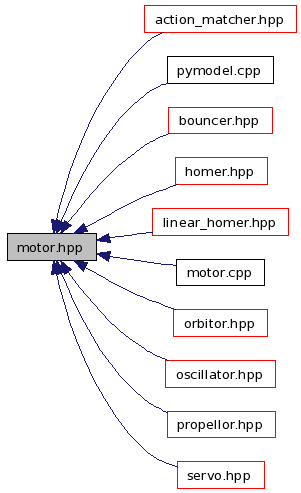 action_matcher.hpp
pymodel.cpp
bouncer.hpp
homer.hpp
linear_homer.hpp
motor.hpp
motor.cpp
orbitor.hpp
oscillator.hpp
propellor.hpp
servo.hpp